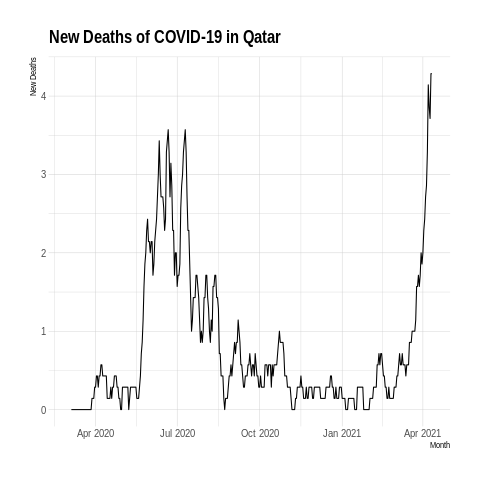 New Deaths of COVID-19 in Qatar
New Deaths
4
3
2
1
0
Apr 2020 Jul 2020 Oct 2020 Jan 2021 Apr 2021
Month